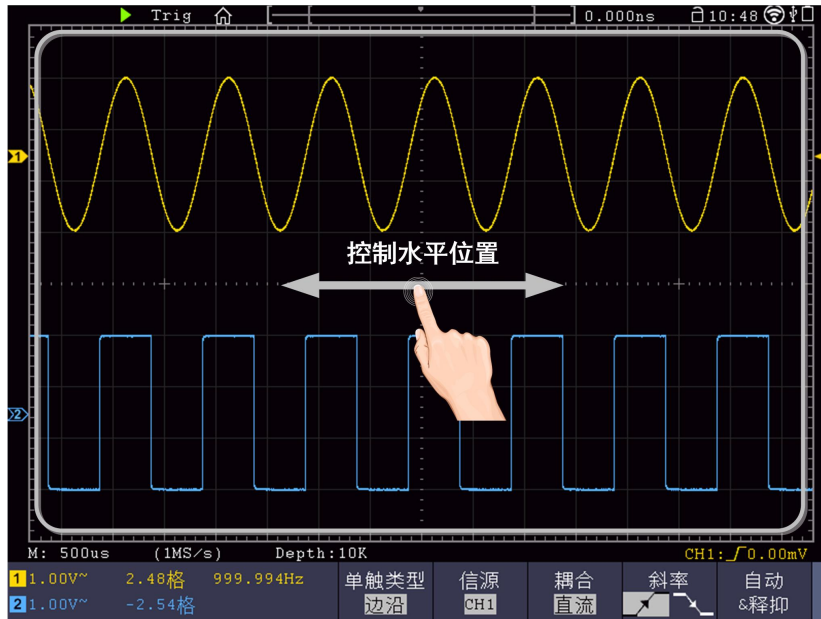 Trig 0.000ns 10:48
1
控制水平位置
2
M: 500us (1MS/s) Depth:10K CH1: 0.00mV
1 1.00V~ 2.48格 999.994Hz 单触类型 信源 耦合 斜率 自动
2 1.00V~ -2.54格 边沿 CH1 直流 &释抑